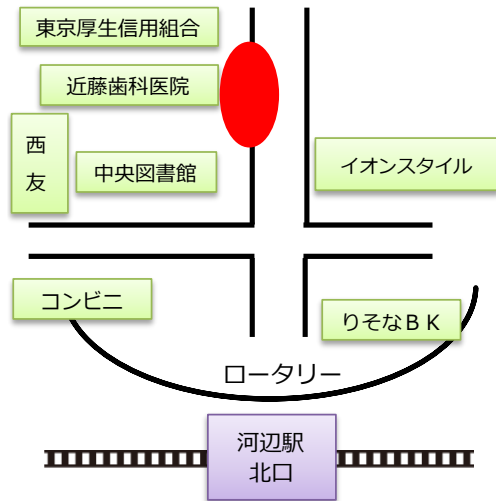 東京厚生信用組合
近藤歯科医院
西
友
中央図書館
イオンスタイル
コンビニ
りそなＢＫ
ロータリー
河辺駅
北口